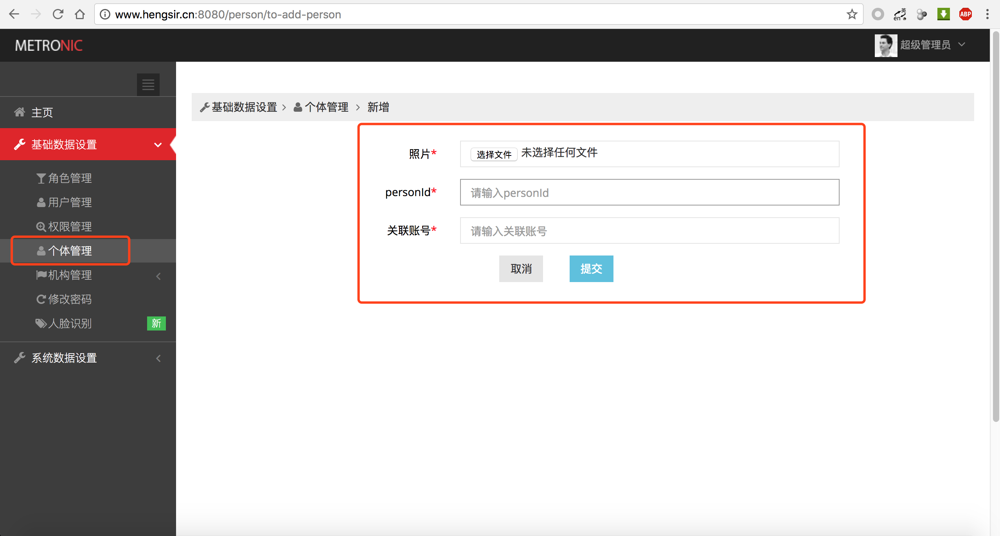 www.hengsir.cn:8080/person/to-add-person
en英
ABP
METRONIC
超级管理员
主页
基础数据设置
角色管理
用户管理
权限管理
个体管理
机构管理
修改密码
人脸识别 新
系统数据设置
基础数据设置 > 个体管理 > 新增
照片* 选择文件 未选择任何文件
personId* 请输入personId
关联账号* 请输入关联账号
取消 提交